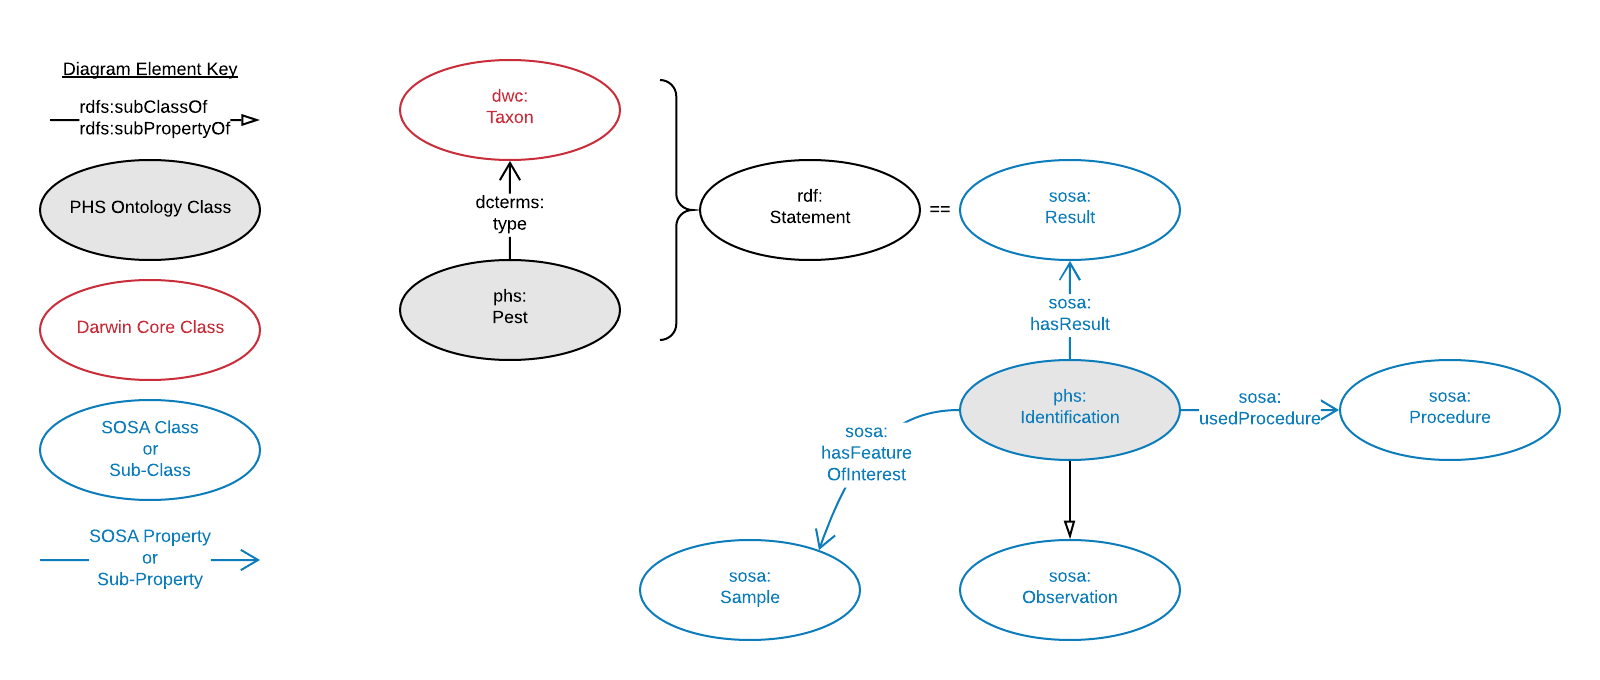 Diagram Element Key
rdfs:subClassOf
rdfs:subPropertyOf
PHS Ontology Class
Darwin Core Class
SOSA Class
or
Sub-Class
SOSA Property
or
Sub-Property
dwc:
Taxon
dcterms:
type
phs:
Pest
rdf:
Statement
==
sosa:
Result
sosa:
hasResult
phs:
Identification
sosa:
usedProcedure
sosa:
Procedure
sosa:
hasFeature
OfInterest
sosa:
Sample
sosa:
Observation